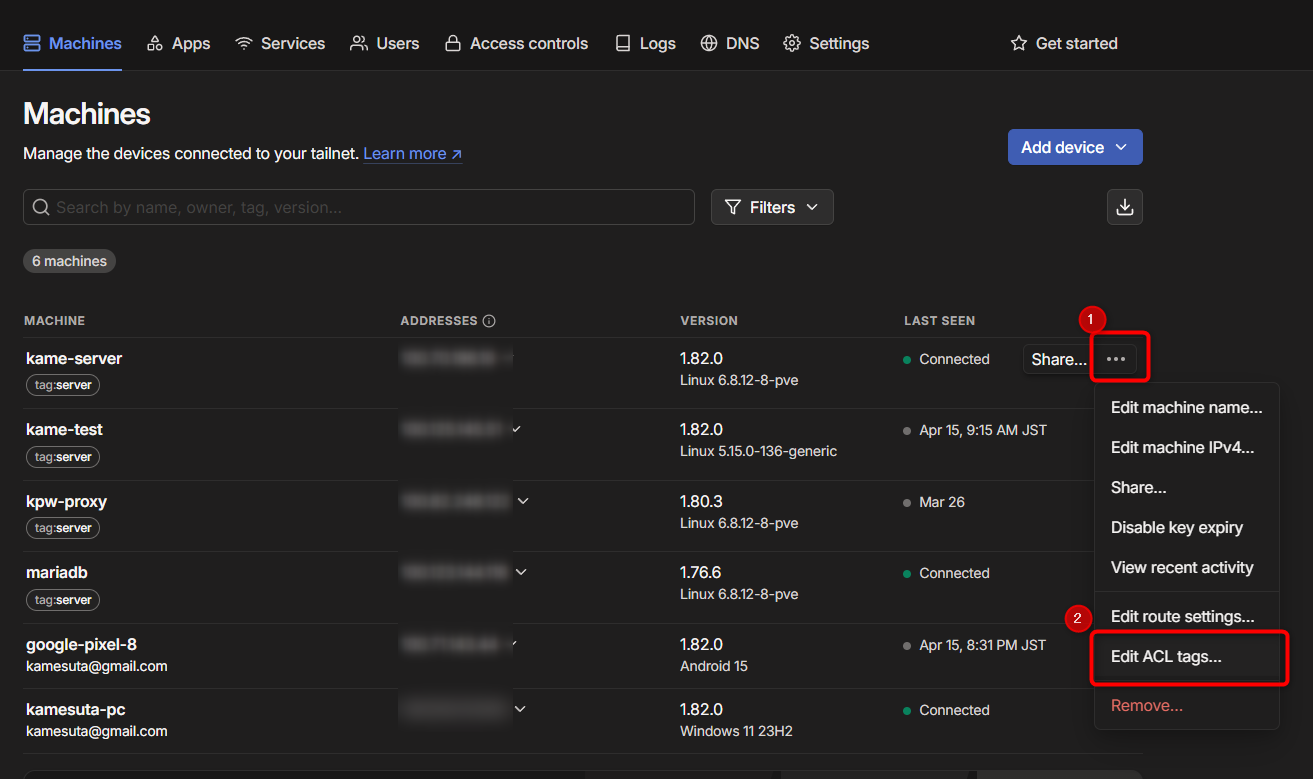 Machines Apps Services Users Access controls Logs DNS Settings Get started
Machines
Manage the devices connected to your tailnet. Learn more ↗
Add device
Search by name, owner, tag, version...
Filters
6 machines
MACHINE ADDRESSES VERSION LAST SEEN
1
kame-server 1.82.0 Connected Share... ...
tag:server Linux 6.8.12-8-pve
Edit machine name...
kame-test 1.82.0 Apr 15, 9:15 AM JST
tag:server Linux 5.15.0-136-generic
Edit machine IPv4...
Share...
kpw-proxy 1.80.3 Mar 26
tag:server Linux 6.8.12-8-pve
Disable key expiry
mariadb 1.76.6 Connected
View recent activity
tag:server Linux 6.8.12-8-pve
2
Edit route settings...
google-pixel-8 1.82.0 Apr 15, 8:31 PM JST
kamesuta@gmail.com Android 15
Edit ACL tags...
kamesuta-pc 1.82.0 Connected
kamesuta@gmail.com Windows 11 23H2
Remove...